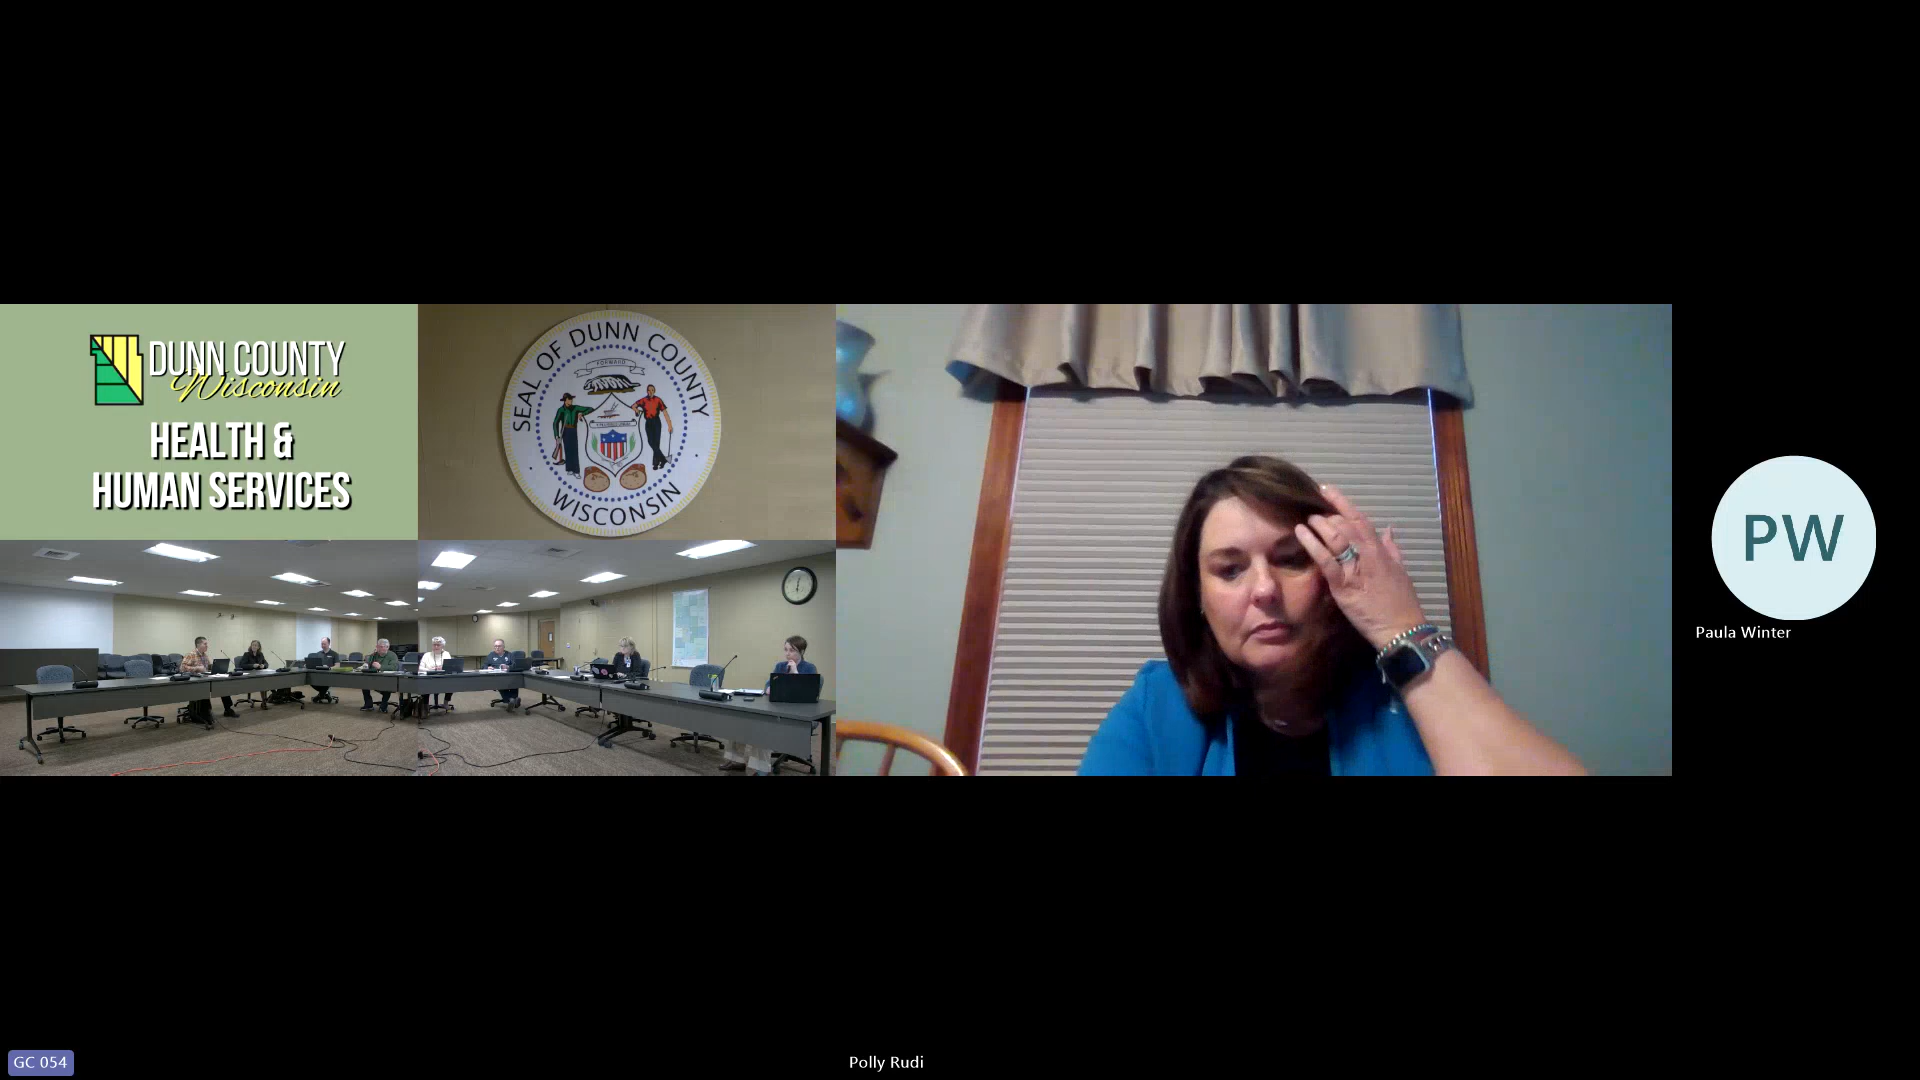 DUNN COUNTY
Wisconsin
HEALTH &
HUMAN SERVICES
SEAL OF DUNN COUNTY
FORWARD
WISCONSIN
PW
Paula Winter
GC 054
Polly Rudi